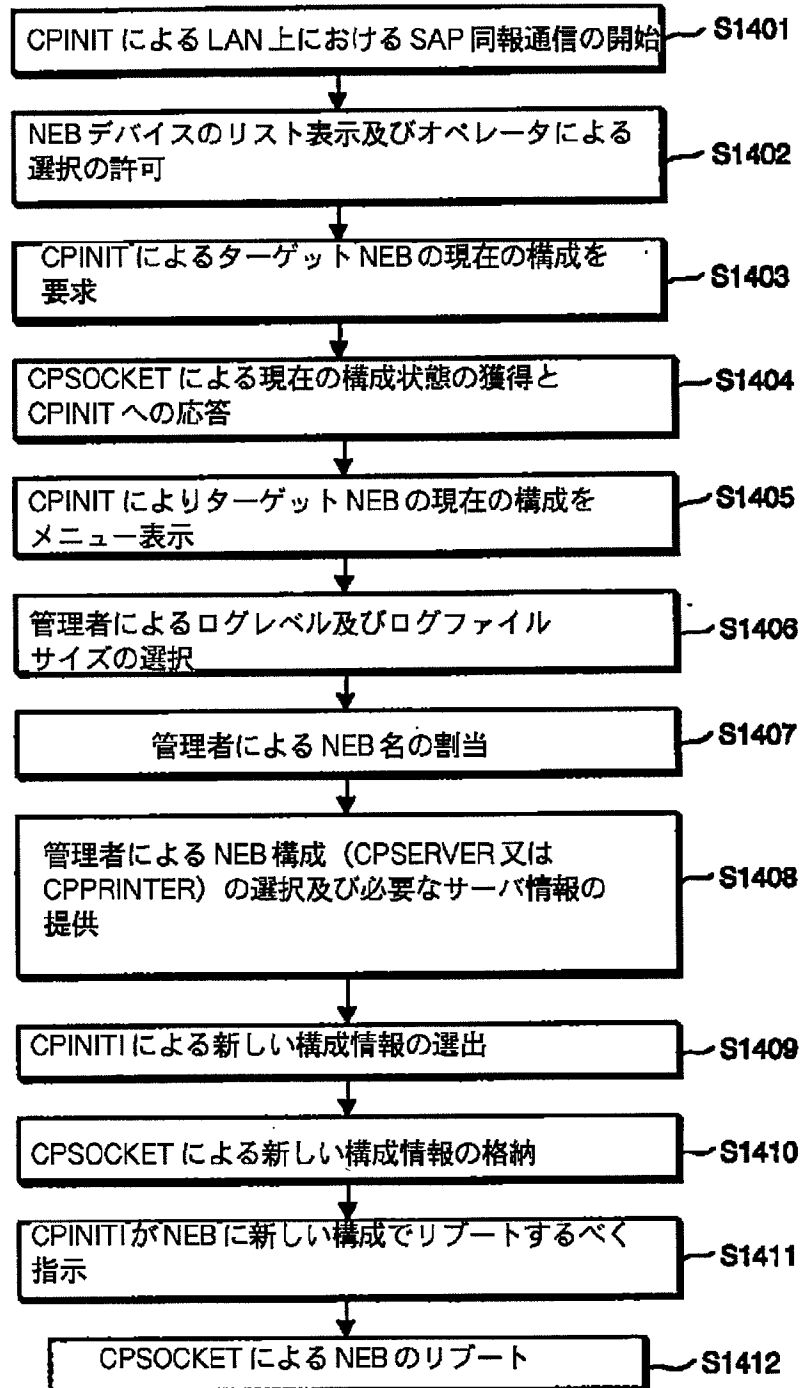 CPINIT による LAN 上における SAP 同報通信の開始
S1401
NEB デバイスのリスト表示及びオペレータによる
選択の許可
S1402
CPINIT によるターゲット NEB の現在の構成を
要求
S1403
CPSOCKET による現在の構成状態の獲得と
CPINIT への応答
S1404
CPINIT によりターゲット NEB の現在の構成を
メニュー表示
S1405
管理者によるログレベル及びログファイル
サイズの選択
S1406
管理者による NEB 名の割当
S1407
管理者による NEB 構成（CPSERVER 又は
CPPRINTER）の選択及び必要なサーバ情報の
提供
S1408
CPINITI による新しい構成情報の選出
S1409
CPSOCKET による新しい構成情報の格納
S1410
CPINITI が NEB に新しい構成でリブートするべく
指示
S1411
CPSOCKET による NEB のリブート
S1412